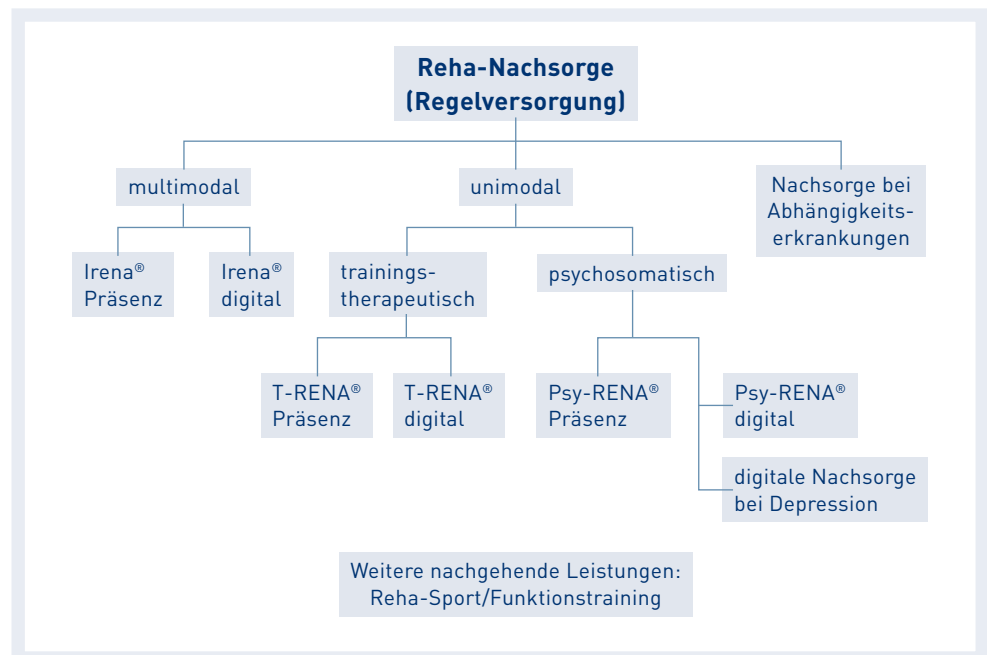 Reha-Nachsorge
(Regelversorgung)
multimodal
unimodal
Nachsorge bei
Abhängigkeits-
erkrankungen
Irena®
Präsenz
Irena®
digital
trainings-
therapeutisch
psychosomatisch
T-RENA®
Präsenz
T-RENA®
digital
Psy-RENA®
Präsenz
Psy-RENA®
digital
digitale Nachsorge
bei Depression
Weitere nachgehende Leistungen:
Reha-Sport/Funktionstraining